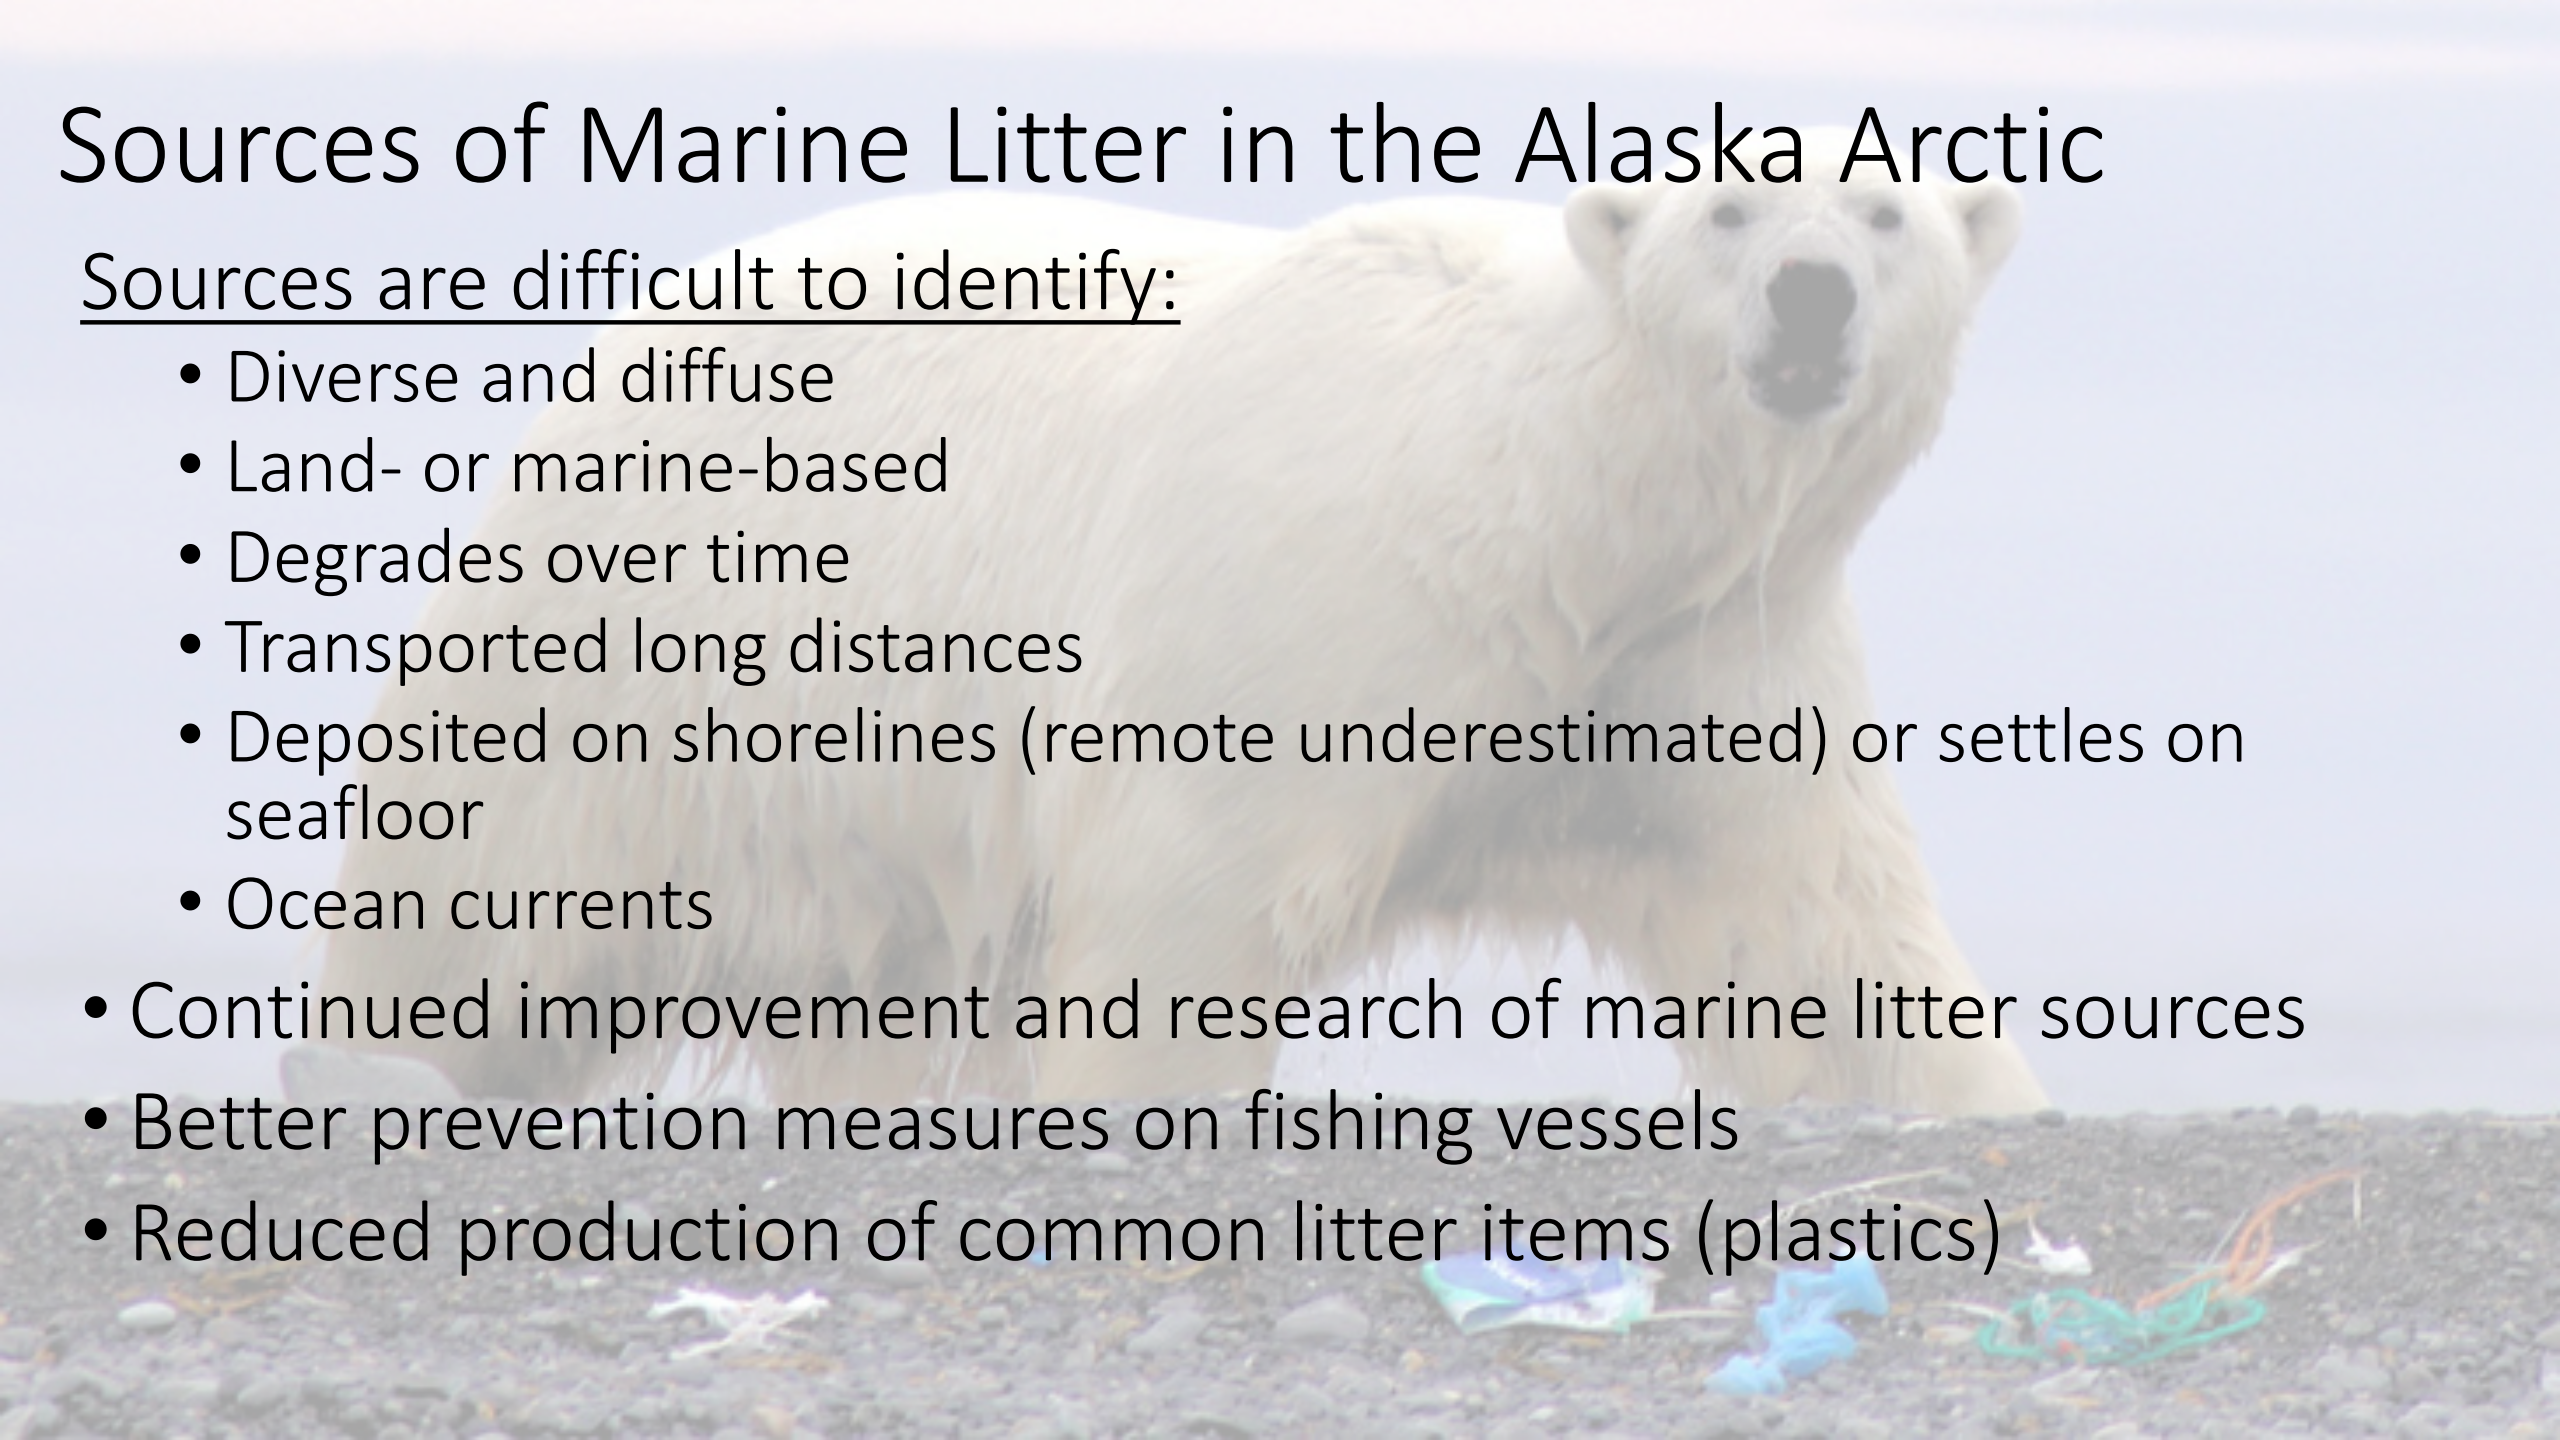 Sources of Marine Litter in the Alaska Arctic
Sources are difficult to identify:
• Diverse and diffuse
• Land- or marine-based
• Degrades over time
• Transported long distances
• Deposited on shorelines (remote underestimated) or settles on
seafloor
• Ocean currents
• Continued improvement and research of marine litter sources
• Better prevention measures on fishing vessels
• Reduced production of common litter items (plastics)